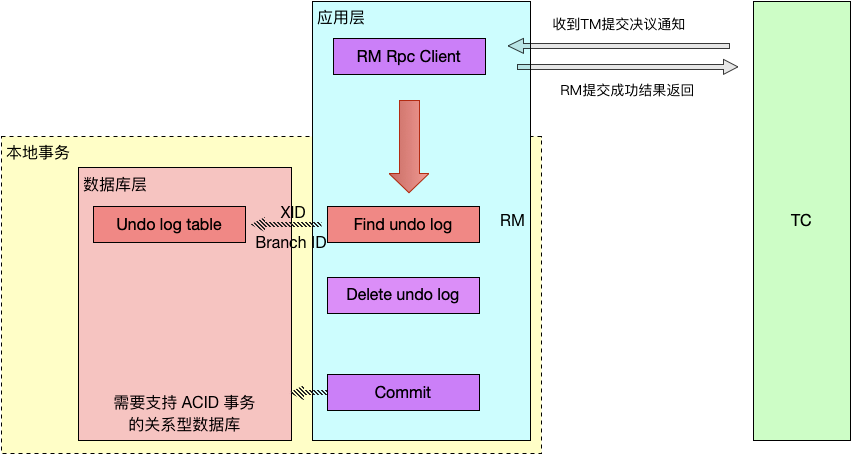 应用层
收到TM提交决议通知
RM Rpc Client
RM提交成功结果返回
本地事务
数据库层
XID
Undo log table
Find undo log
RM
TC
Branch ID
Delete undo log
Commit
需要支持 ACID 事务
的关系型数据库